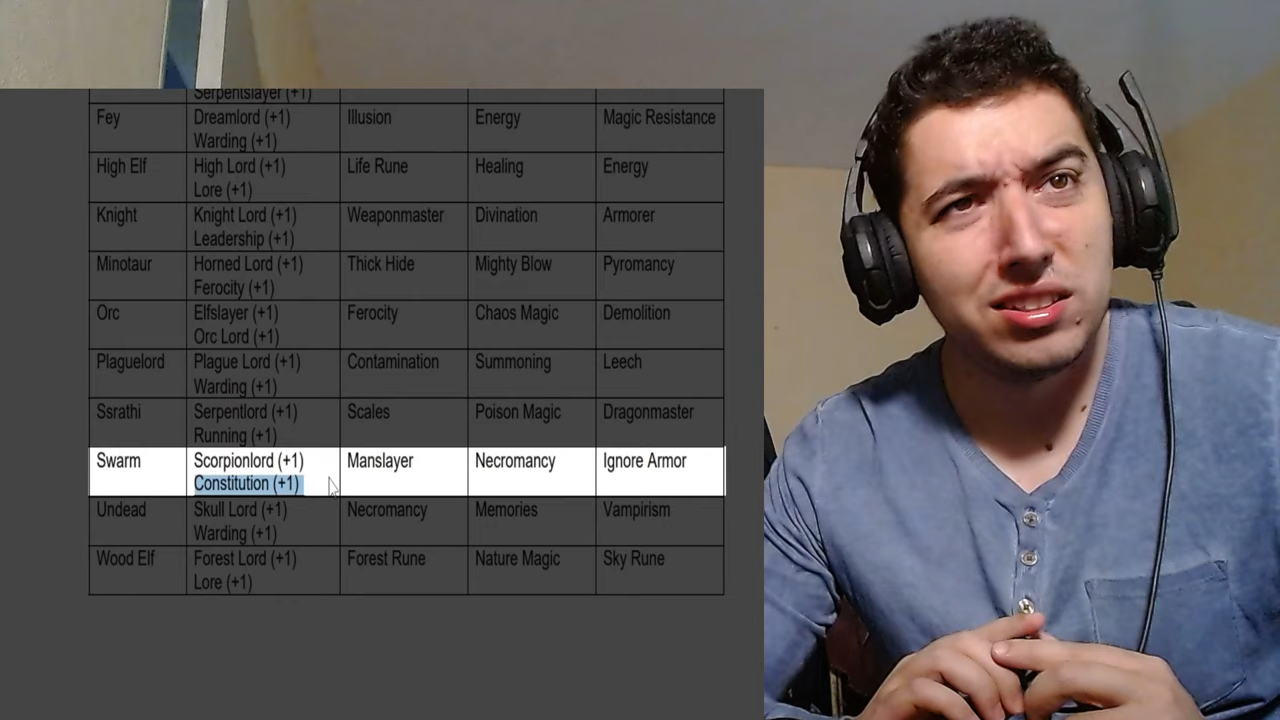 Serpentslayer (+1)
Fey Dreamlord (+1) Illusion Energy Magic Resistance
Warding (+1)
High Elf High Lord (+1) Life Rune Healing Energy
Lore (+1)
Knight Knight Lord (+1) Weaponmaster Divination Armorer
Leadership (+1)
Minotaur Horned Lord (+1) Thick Hide Mighty Blow Pyromancy
Ferocity (+1)
Orc Elfslayer (+1) Ferocity Chaos Magic Demolition
Orc Lord (+1)
Plaguelord Plague Lord (+1) Contamination Summoning Leech
Warding (+1)
Ssrathi Serpentlord (+1) Scales Poison Magic Dragonmaster
Running (+1)
Swarm Scorpionlord (+1) Manslayer Necromancy Ignore Armor
Constitution (+1)
Undead Skull Lord (+1) Necromancy Memories Vampirism
Warding (+1)
Wood Elf Forest Lord (+1) Forest Rune Nature Magic Sky Rune
Lore (+1)